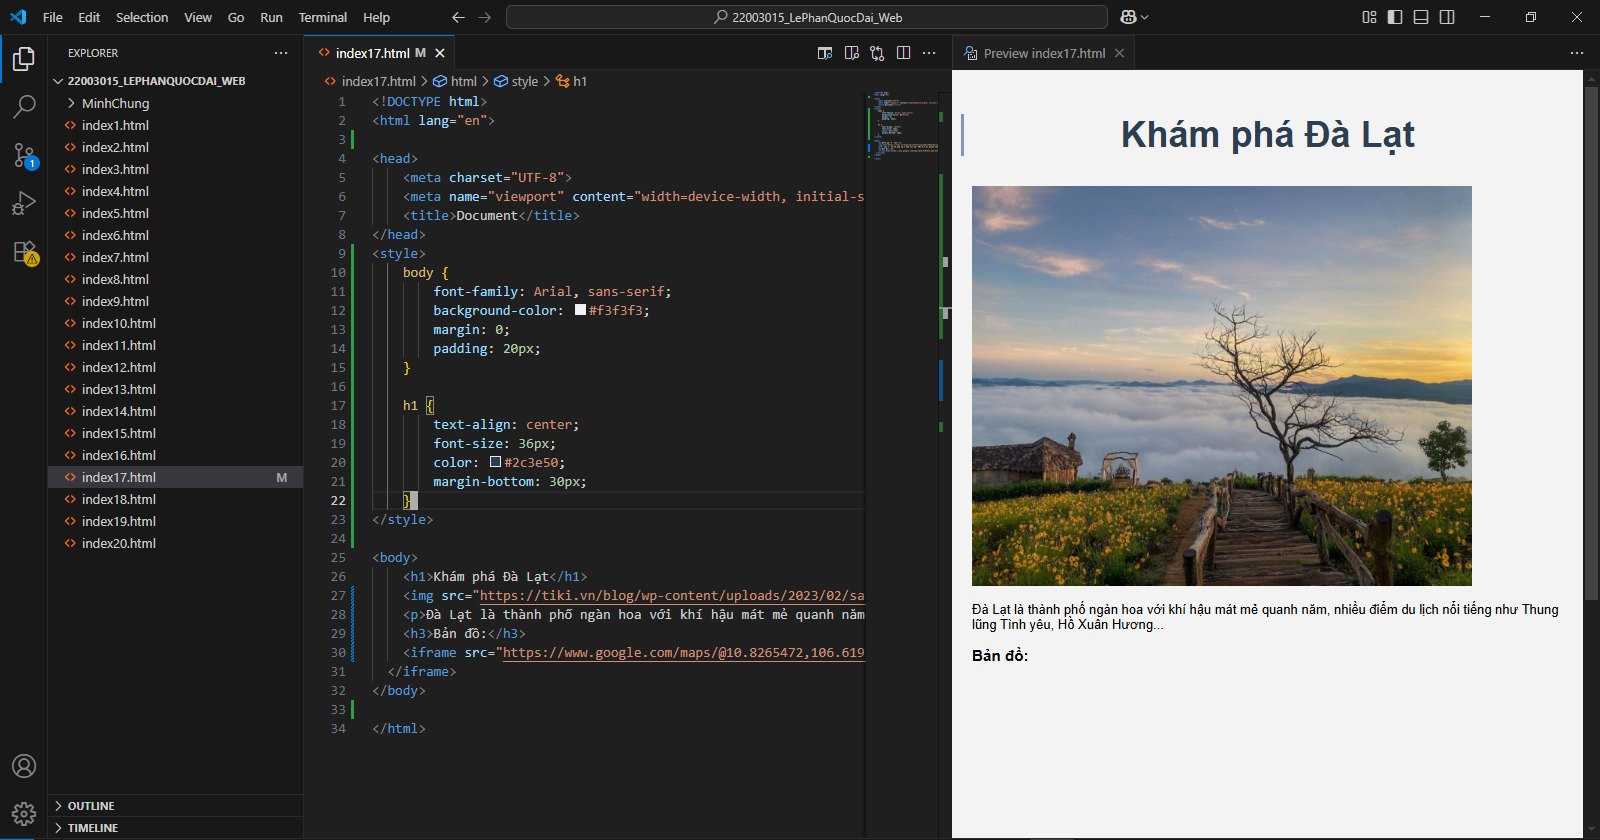 File Edit Selection View Go Run Terminal Help
22003015_LePhanQuocDai_Web
EXPLORER
22003015_LEPHANQUOCDAI_WEB
MinhChung
index1.html
index2.html
index3.html
index4.html
index5.html
index6.html
index7.html
index8.html
index9.html
index10.html
index11.html
index12.html
index13.html
index14.html
index15.html
index16.html
index17.html M
index18.html
index19.html
index20.html
OUTLINE
TIMELINE
1
index17.html M
index17.html > html > style > h1
1 <!DOCTYPE html>
2 <html lang="en">
3
4 <head>
5 <meta charset="UTF-8">
6 <meta name="viewport" content="width=device-width, initial-s
7 <title>Document</title>
8 </head>
9 <style>
10 body {
11 font-family: Arial, sans-serif;
12 background-color: #f3f3f3;
13 margin: 0;
14 padding: 20px;
15 }
16
17 h1 {
18 text-align: center;
19 font-size: 36px;
20 color: #2c3e50;
21 margin-bottom: 30px;
22 }
23 </style>
24
25 <body>
26 <h1>Khám phá Đà Lạt</h1>
27 <img src="https://tiki.vn/blog/wp-content/uploads/2023/02/sa
28 <p>Đà Lạt là thành phố ngàn hoa với khí hậu mát mẻ quanh năm
29 <h3>Bản đồ:</h3>
30 <iframe src="https://www.google.com/maps/@10.8265472,106.619
31 </iframe>
32 </body>
33
34 </html>
Preview index17.html
Khám phá Đà Lạt
Đà Lạt là thành phố ngàn hoa với khí hậu mát mẻ quanh năm, nhiều điểm du lịch nổi tiếng như Thung
lũng Tình yêu, Hồ Xuân Hương...
Bản đồ: